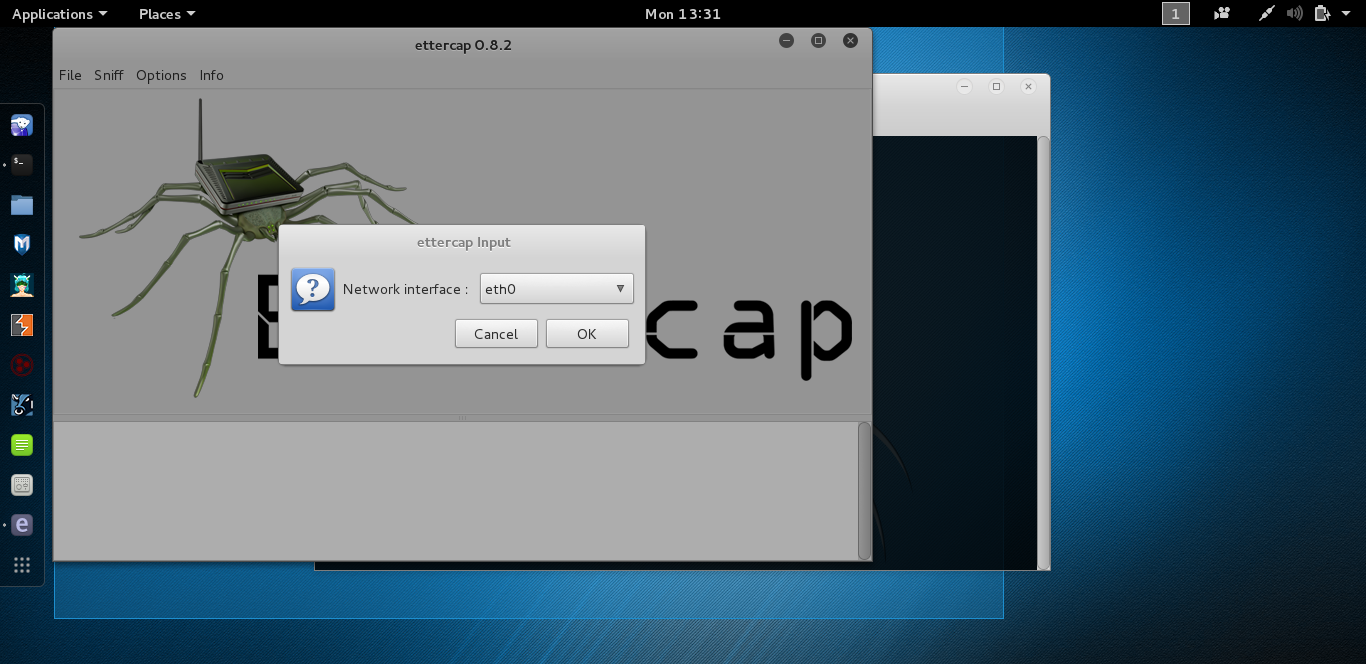 Applications Places Mon 13:31 1
ettercap 0.8.2
File Sniff Options Info
ettercap Input
Network interface : eth0
Cancel OK
cap